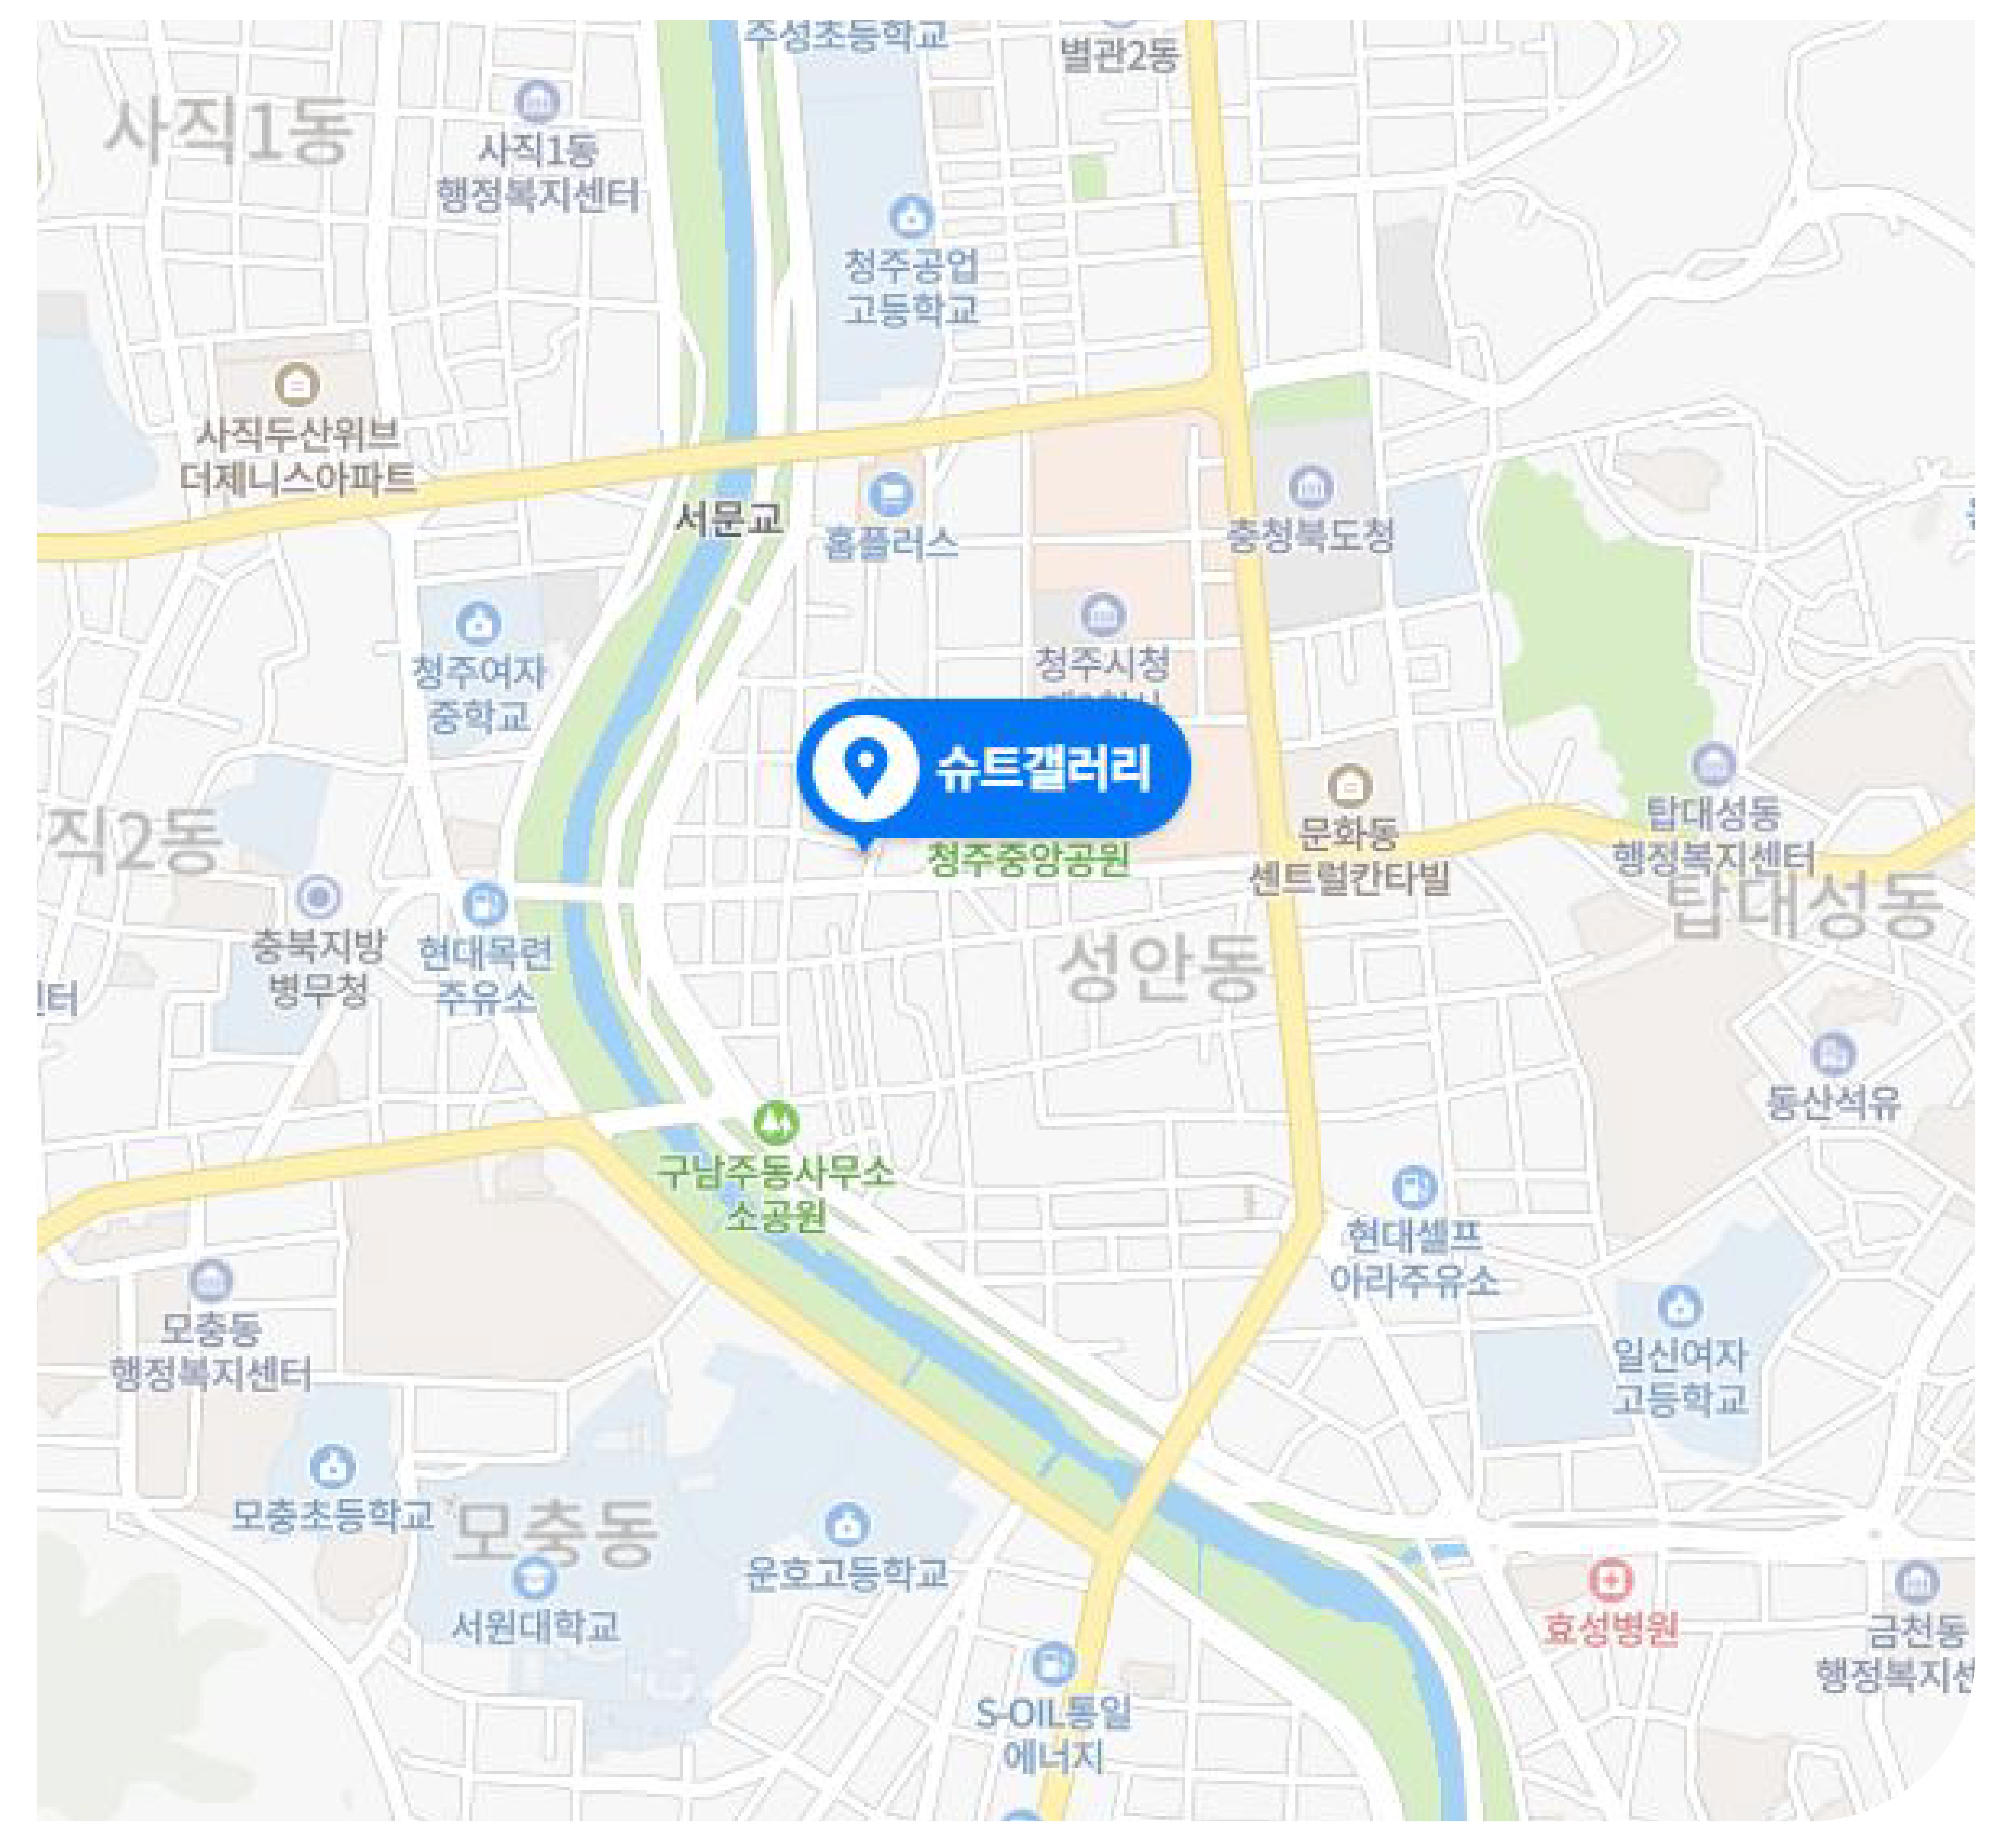 주성초등학교
별관2동
사직1동
사직1동
행정복지센터
청주공업
고등학교
사직두산위브
더제니스아파트
서문교
홈플러스
충청북도청
청주여자
중학교
청주시청
슈트갤러리
청주중앙공원
문화동
센트럴칸타빌
탑대성동
행정복지센터
탑대성동
직2동
충북지방
병무청
현대목련
주유소
성안동
센터
동산석유
구남주동사무소
소공원
현대셀프
아라주유소
모충동
행정복지센터
일신여자
고등학교
모충초등학교
모충동
서원대학교
운호고등학교
효성병원
금천동
행정복지센
S-OIL통일
에너지